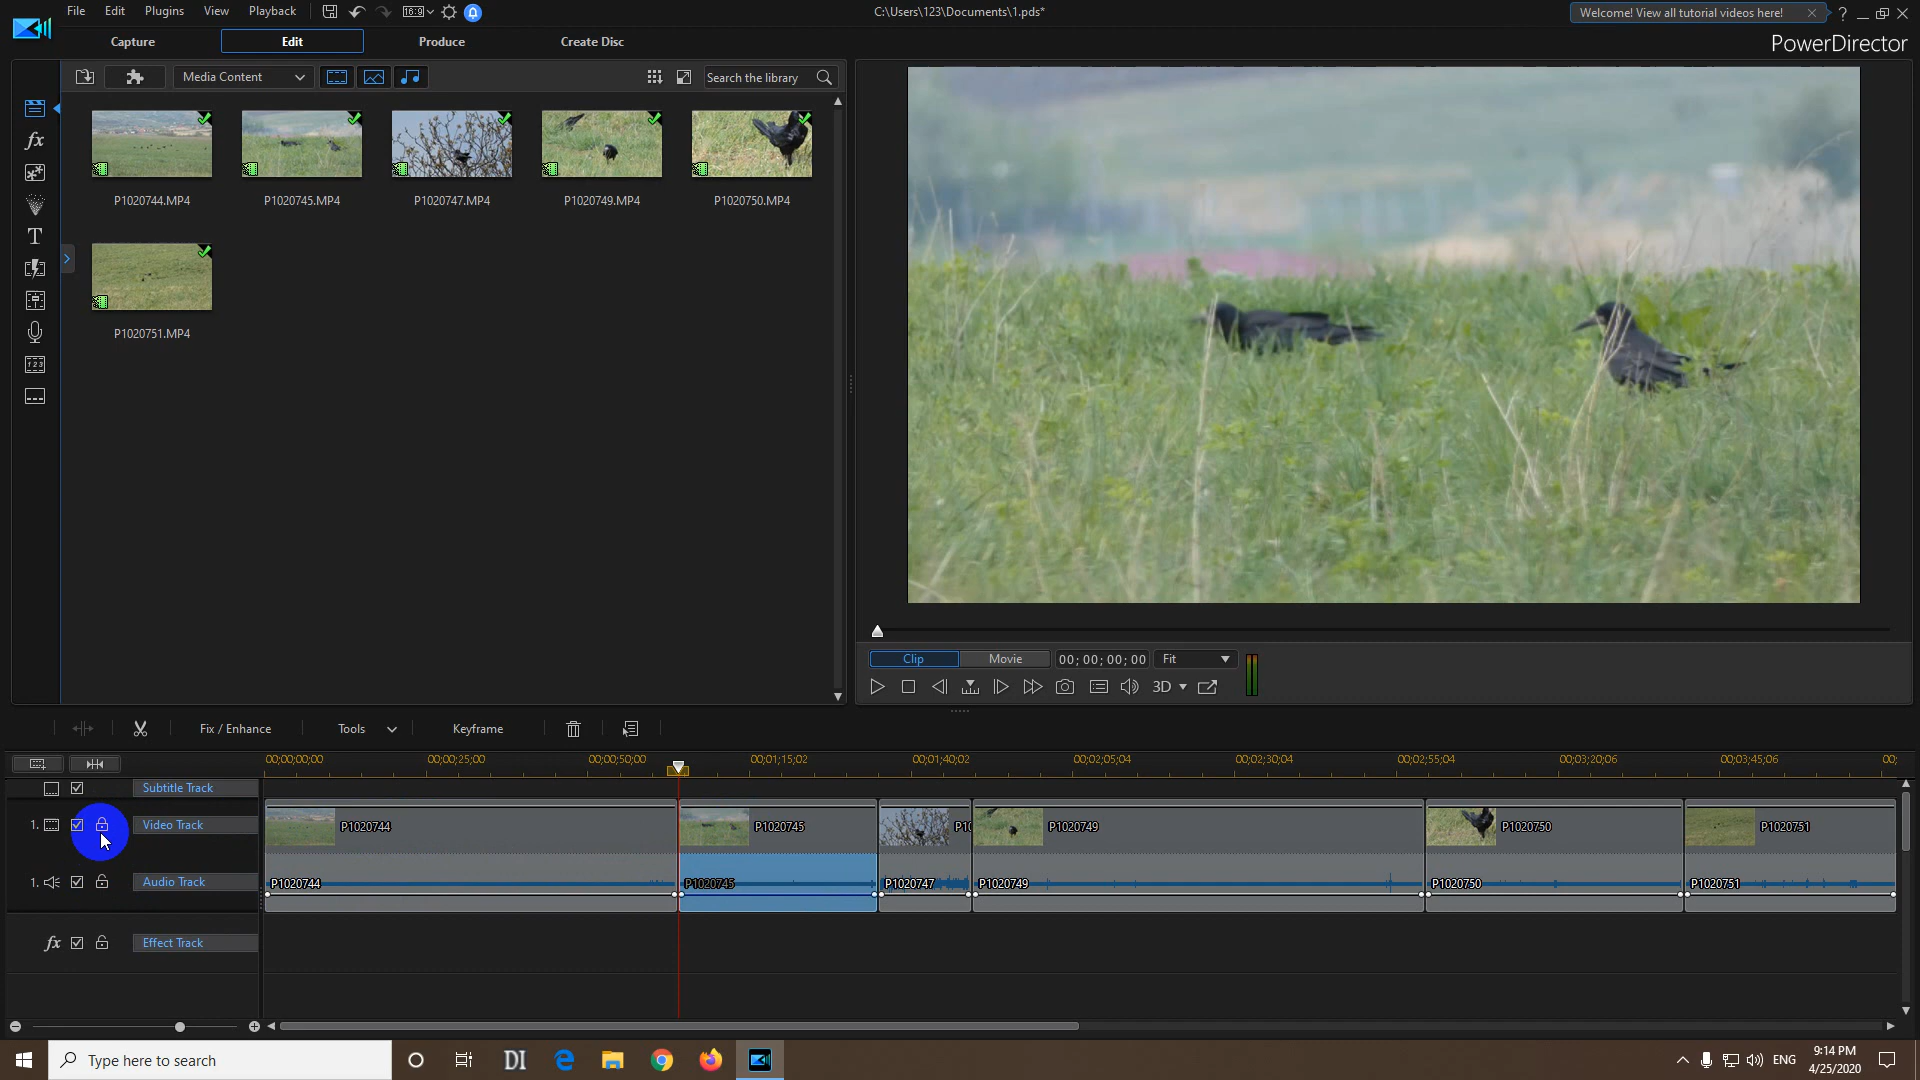 File Edit Plugins View Playback 16:9 C:\Users\123\Documents\1.pds* Welcome! View all tutorial videos here! ?
Capture Edit Produce Create Disc PowerDirector
Media Content Search the library
P1020744.MP4 P1020745.MP4 P1020747.MP4 P1020749.MP4 P1020750.MP4
P1020751.MP4
fx
T
Clip Movie 00; 00; 00; 00 Fit
3D
Fix / Enhance Tools Keyframe
00;00;00;00 00;00;25;00 00;00;50;00 00;01;15;02 00;01;40;02 00;02;05;04 00;02;30;04 00;02;55;04 00;03;20;06 00;03;45;06 00;
Subtitle Track
1. Video Track P1020744 P1020745 P10 P1020749 P1020750 P1020751
1. Audio Track P1020744 P1020745 P1020747 P1020749 P1020750 P1020751
fx Effect Track
Type here to search DI ENG 9:14 PM
4/25/2020